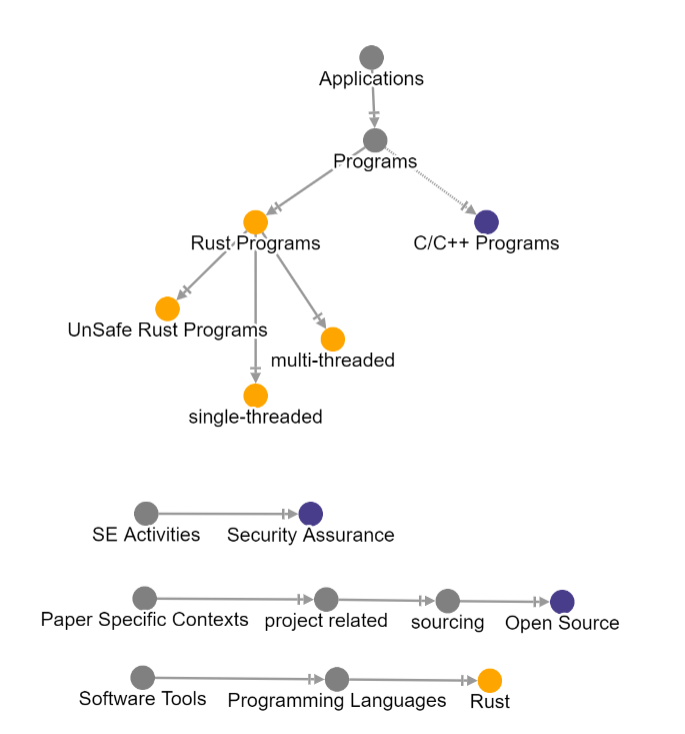 Applications
Programs
Rust Programs
C/C++ Programs
UnSafe Rust Programs
multi-threaded
single-threaded
SE Activities
Security Assurance
Paper Specific Contexts
project related
sourcing
Open Source
Software Tools
Programming Languages
Rust